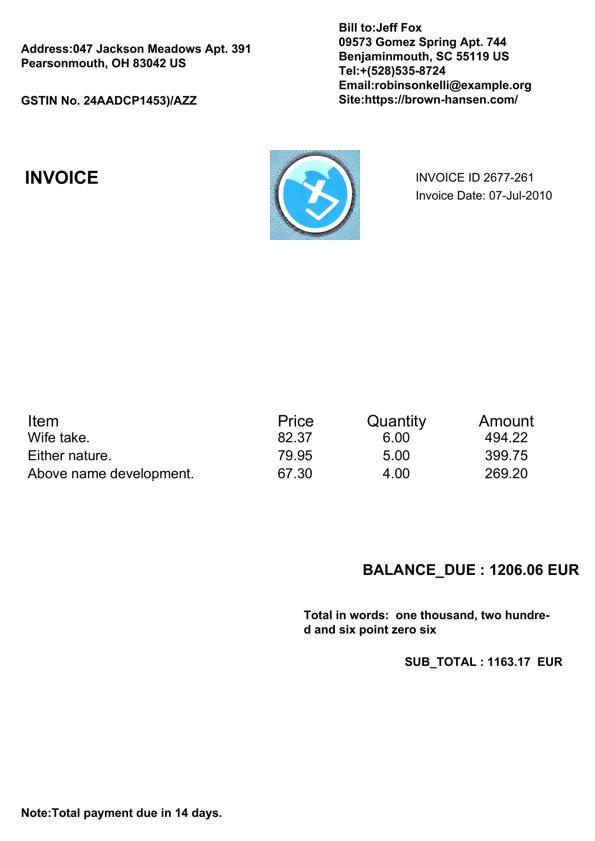 Address:047 Jackson Meadows Apt. 391
Pearsonmouth, OH 83042 US
GSTIN No. 24AADCP1453)/AZZ
Bill to:Jeff Fox
09573 Gomez Spring Apt. 744
Benjaminmouth, SC 55119 US
Tel:+(528)535-8724
Email:robinsonkelli@example.org
Site:https://brown-hansen.com/
INVOICE
INVOICE ID 2677-261
Invoice Date: 07-Jul-2010
Item Price Quantity Amount
Wife take. 82.37 6.00 494.22
Either nature. 79.95 5.00 399.75
Above name development. 67.30 4.00 269.20
BALANCE_DUE : 1206.06 EUR
Total in words:  one thousand, two hundre-
d and six point zero six
SUB_TOTAL : 1163.17  EUR
Note:Total payment due in 14 days.